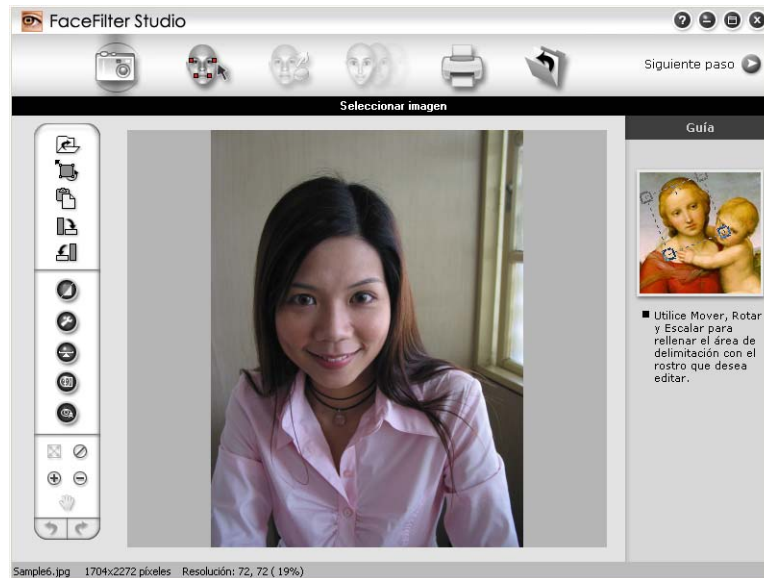 FaceFilter Studio
Siguiente paso
Seleccionar imagen
Guía
Utilice Mover, Rotar
y Escalar para
rellenar el área de
delimitación con el
rostro que desea
editar.
Sample6.jpg 1704x2272 píxeles Resolución: 72, 72 ( 19%)